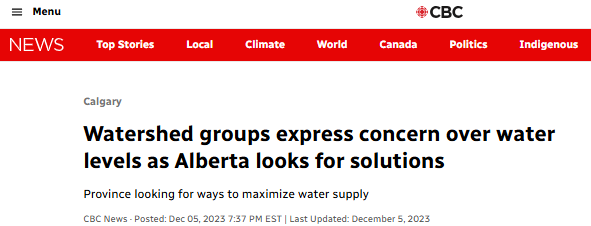 Menu
CBC
NEWS Top Stories Local Climate World Canada Politics Indigenous
Calgary
Watershed groups express concern over water
levels as Alberta looks for solutions
Province looking for ways to maximize water supply
CBC News · Posted: Dec 05, 2023 7:37 PM EST | Last Updated: December 5, 2023